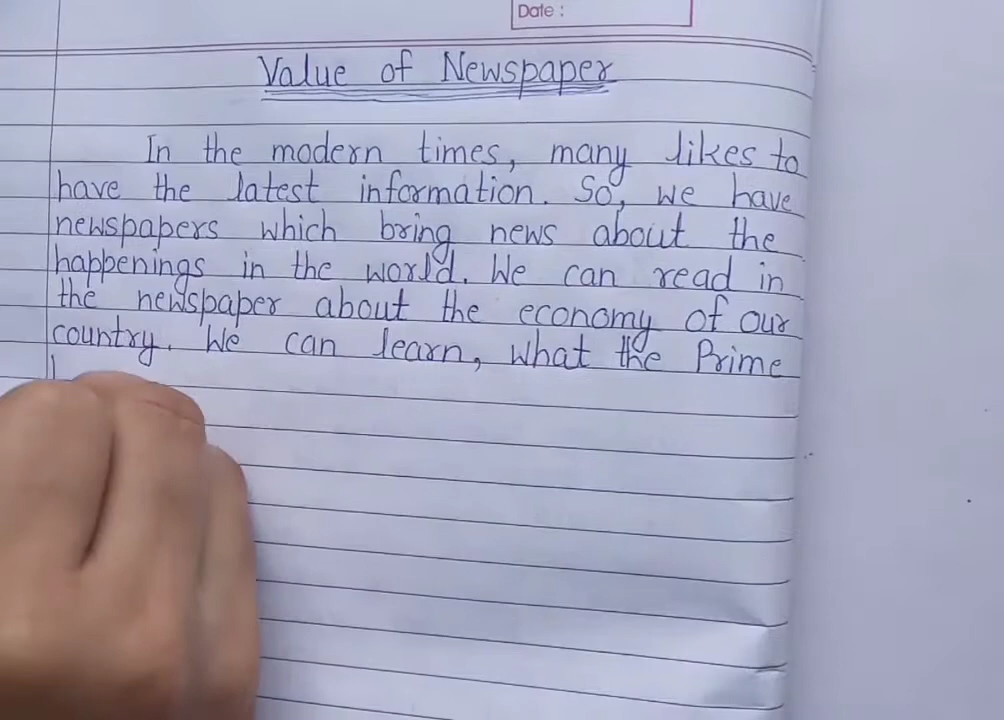 Date :
Value of Newspaper
In the modern times, many likes to
have the latest information. So, we have
newspapers which bring news about the
happenings in the world. We can read in
the newspaper about the economy of our
country. We can learn, what the Prime